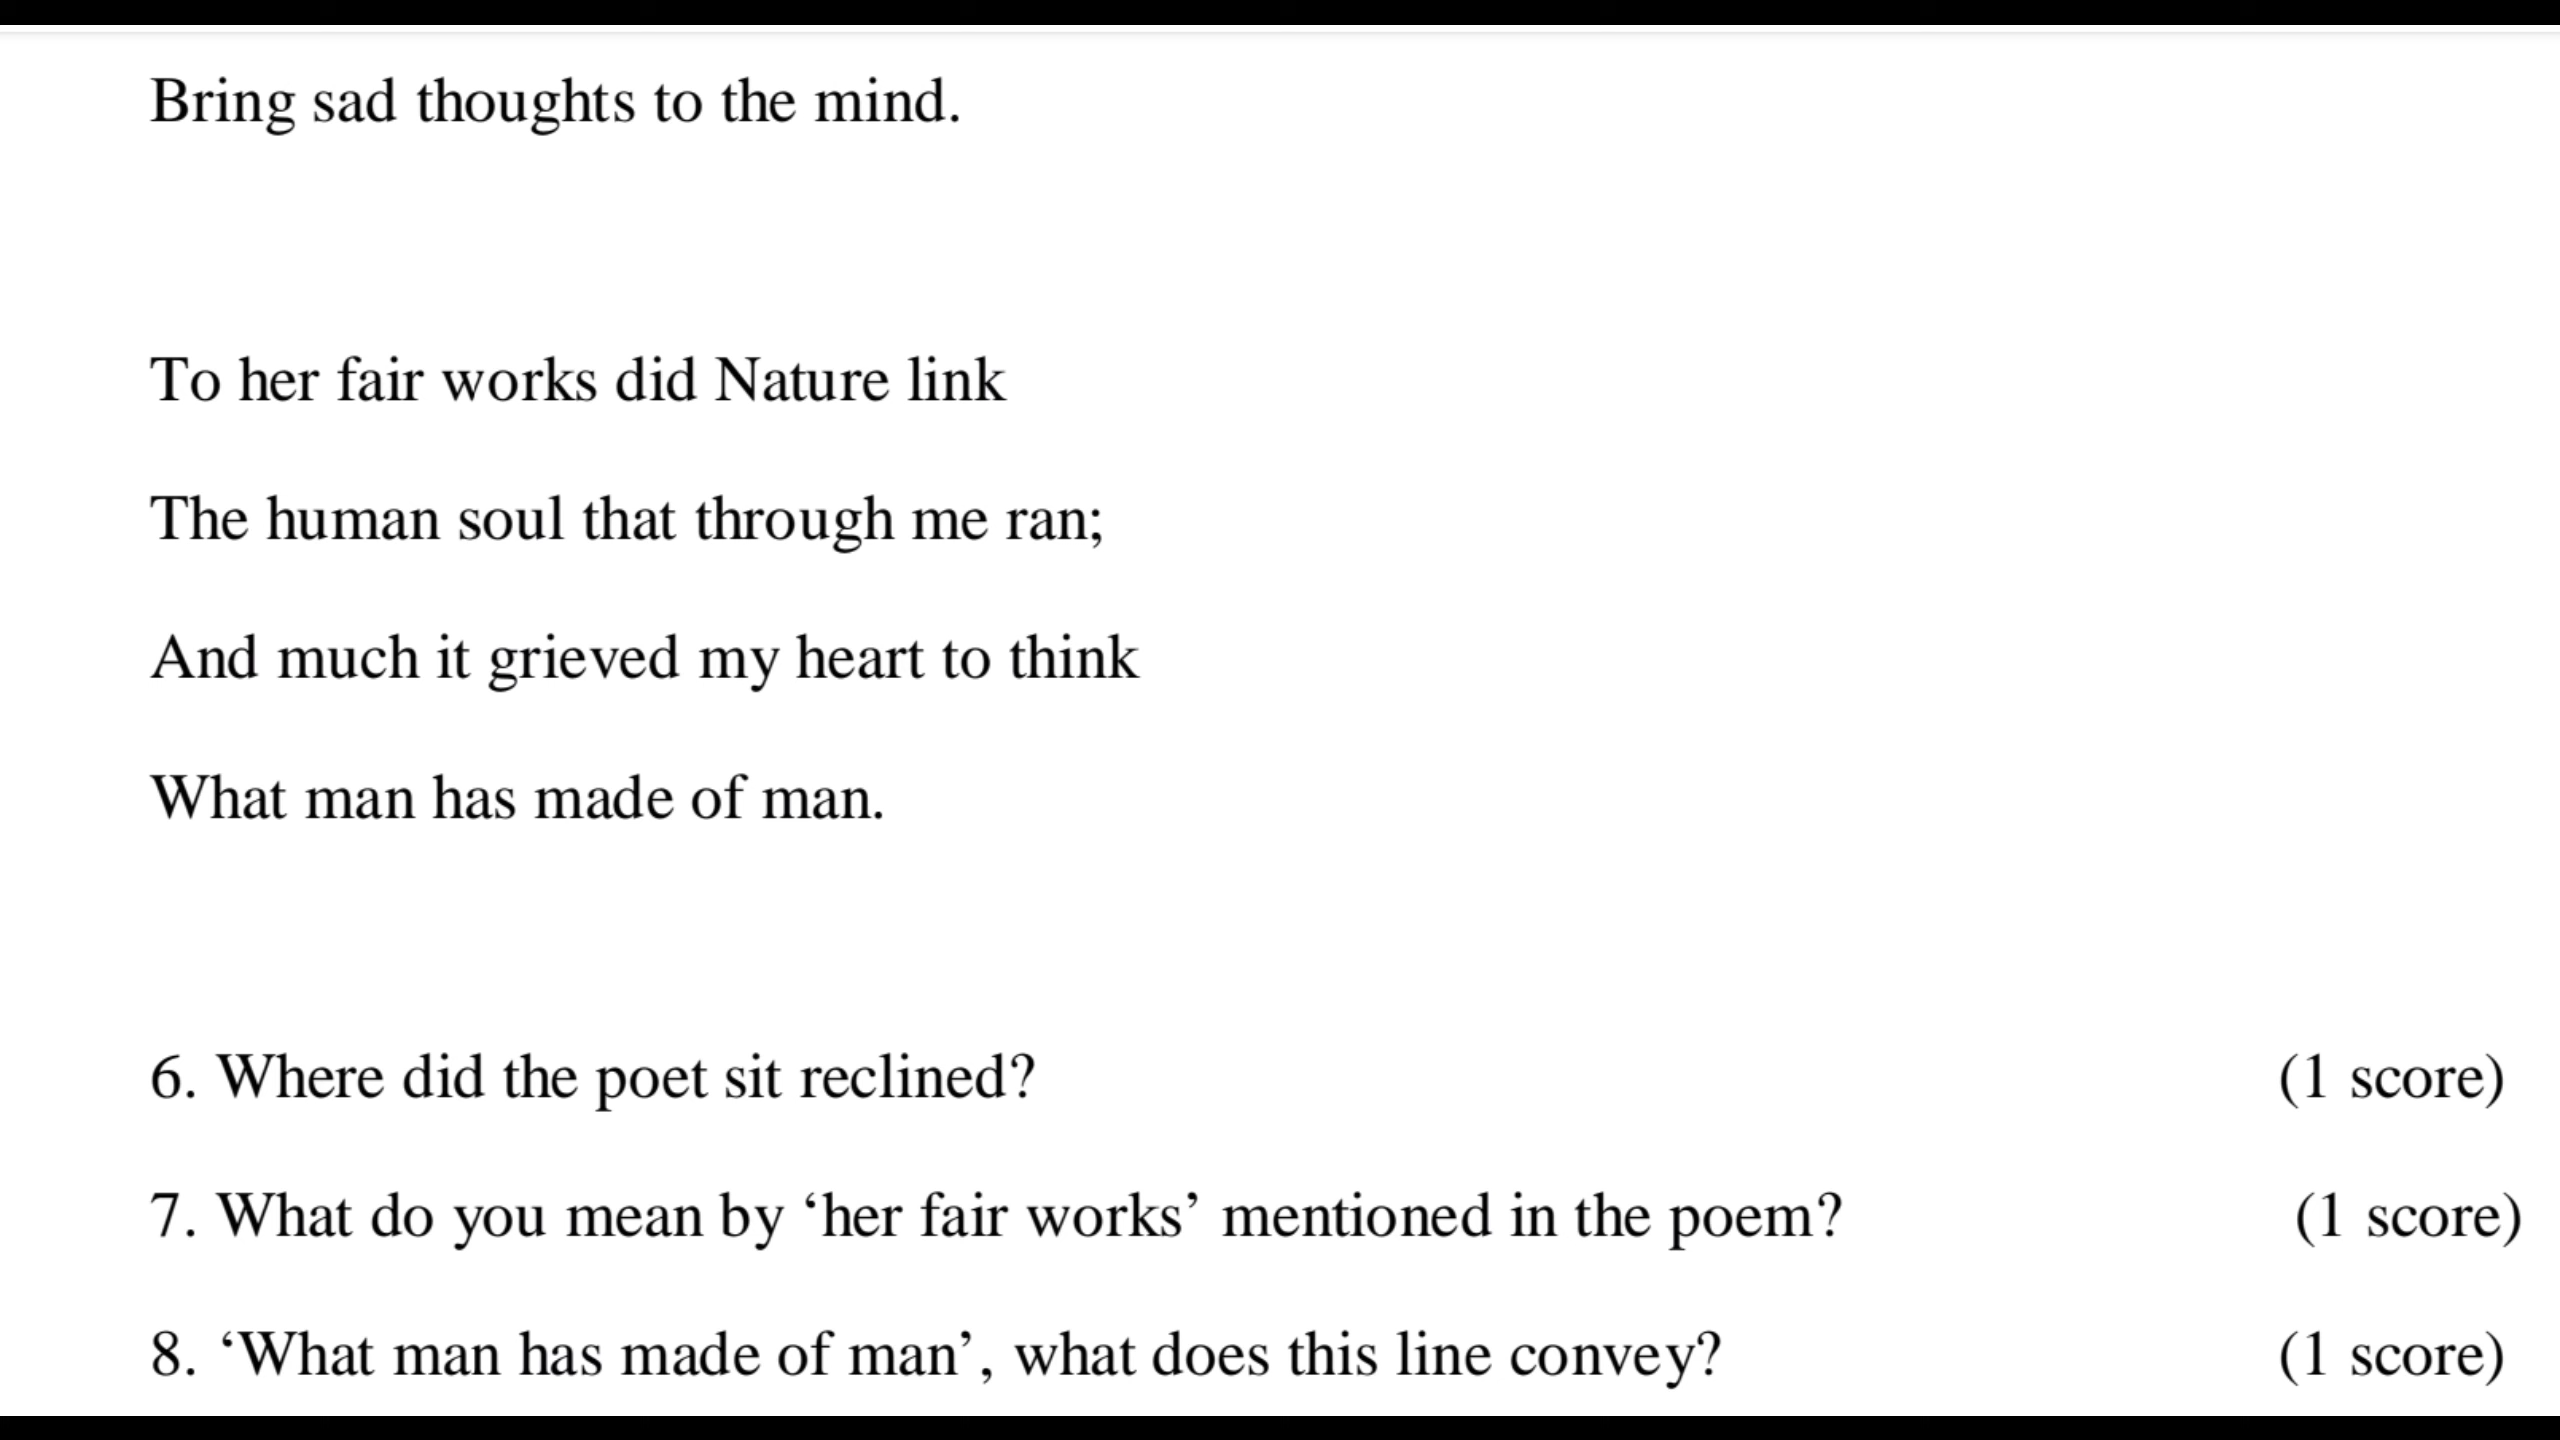 Bring sad thoughts to the mind.
To her fair works did Nature link
The human soul that through me ran;
And much it grieved my heart to think
What man has made of man.
6. Where did the poet sit reclined? (1 score)
7. What do you mean by ‘her fair works’ mentioned in the poem? (1 score)
8. ‘What man has made of man’, what does this line convey? (1 score)